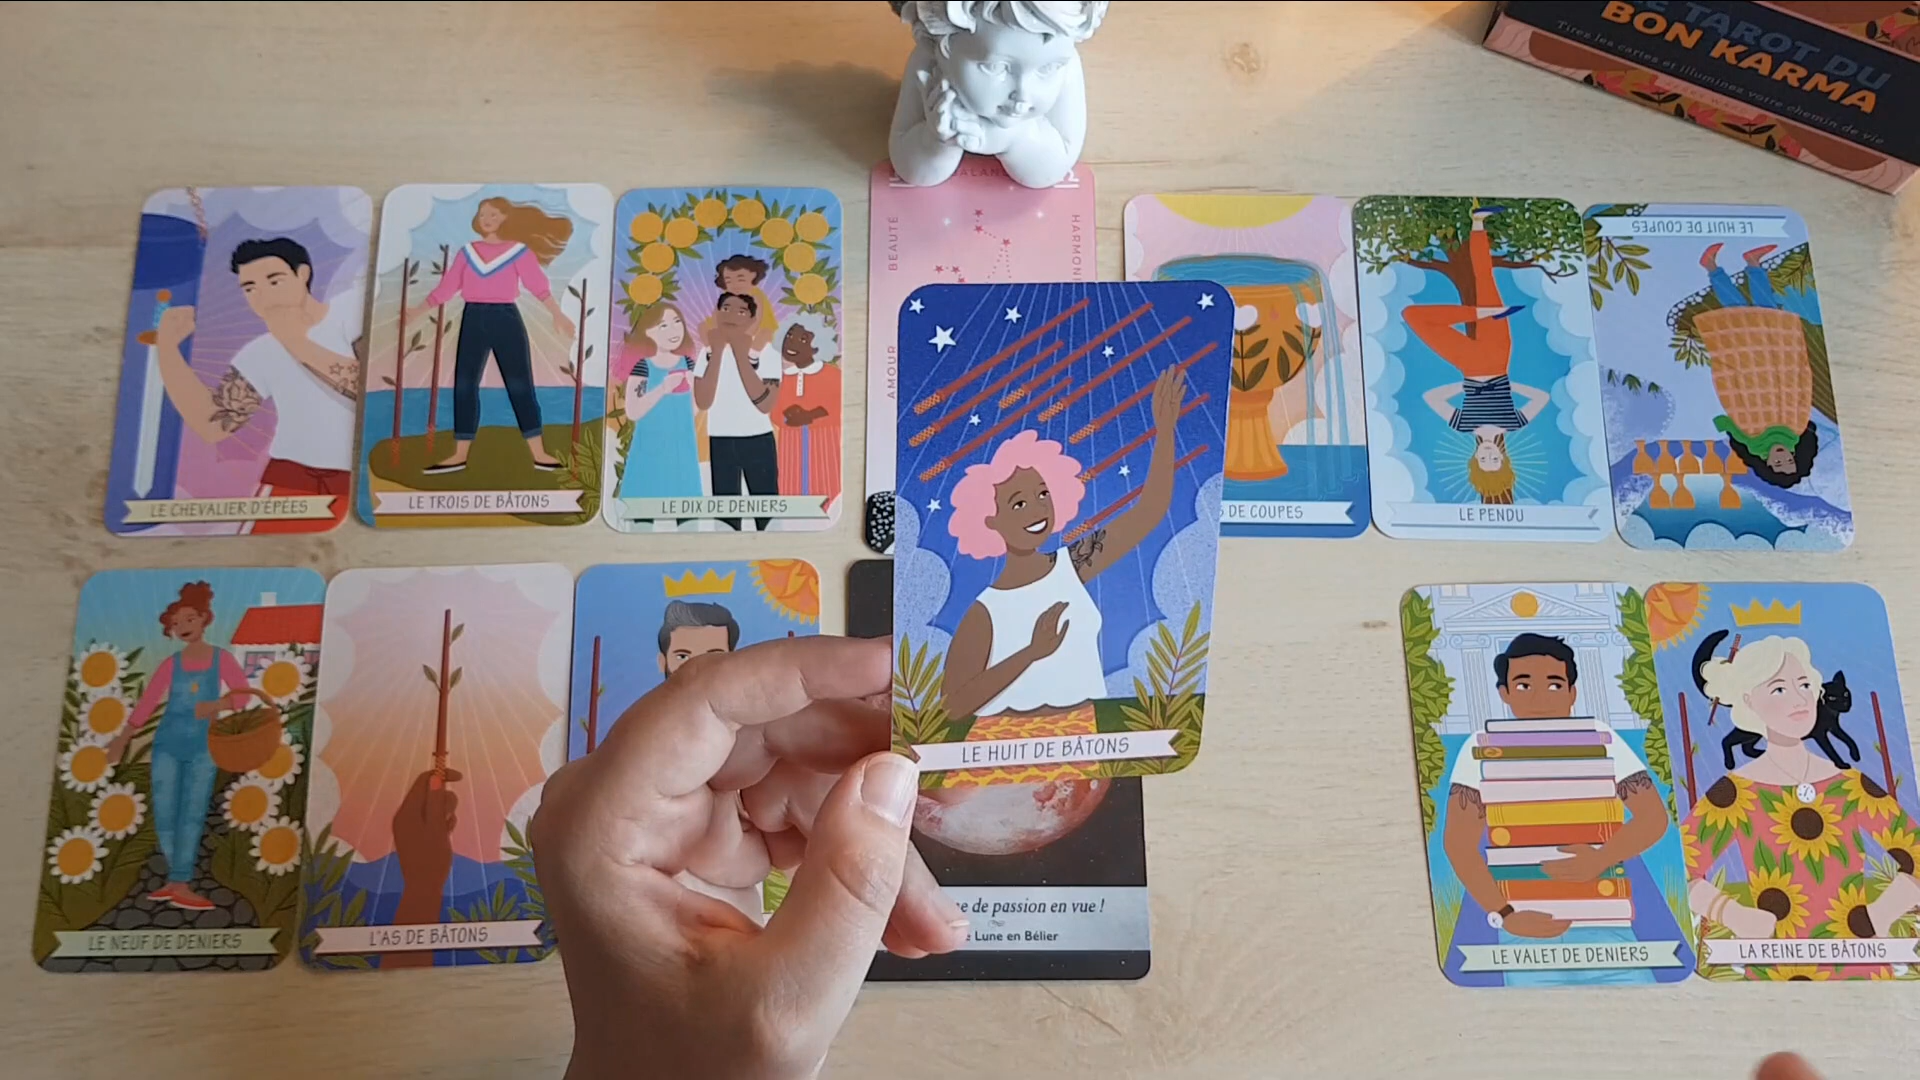 LE TAROT DU
BON KARMA
Tirez les cartes et illuminez votre chemin de vie
BEAUTÉ
AMOUR
LE HUIT DE COUPES
LE CHEVALIER D'ÉPÉES
LE TROIS DE BÂTONS
LE DIX DE DENIERS
DE COUPES
LE PENDU
LE HUIT DE BÂTONS
LE NEUF DE DENIERS
L'AS DE BÂTONS
de passion en vue !
Lune en Bélier
LE VALET DE DENIERS
LA REINE DE BÂTONS